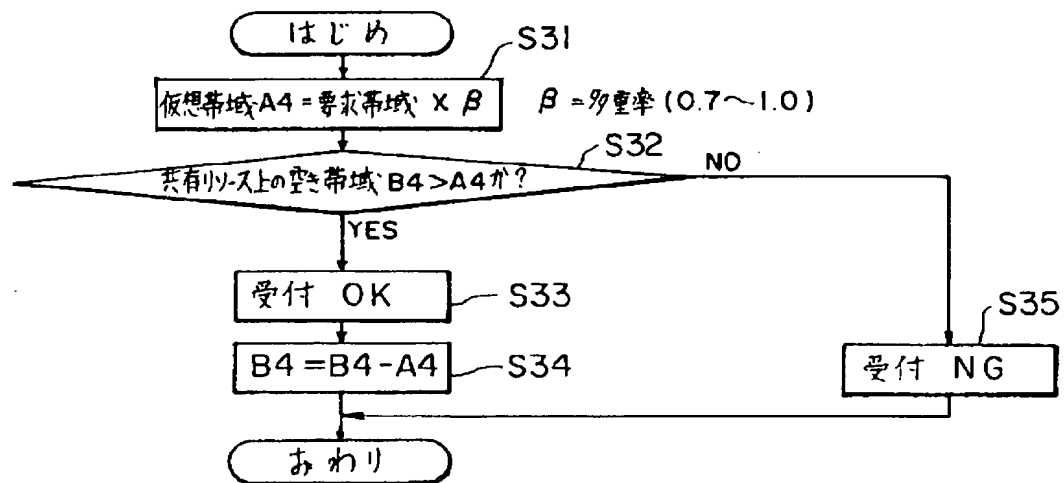 はじめ
S31
仮想帯域A4=要求帯域 × β
β=多重率(0.7~1.0)
S32
共有リソース上の空き帯域 B4>A4か?
NO
YES
受付 OK
S33
S35
B4=B4-A4
S34
受付 NG
おわり